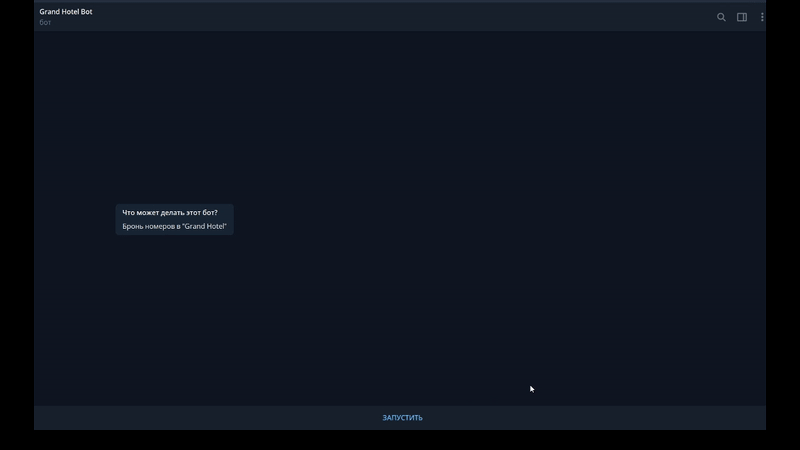 Grand Hotel Bot
бот
Что может делать этот бот?
Бронь номеров в "Grand Hotel"
ЗАПУСТИТЬ